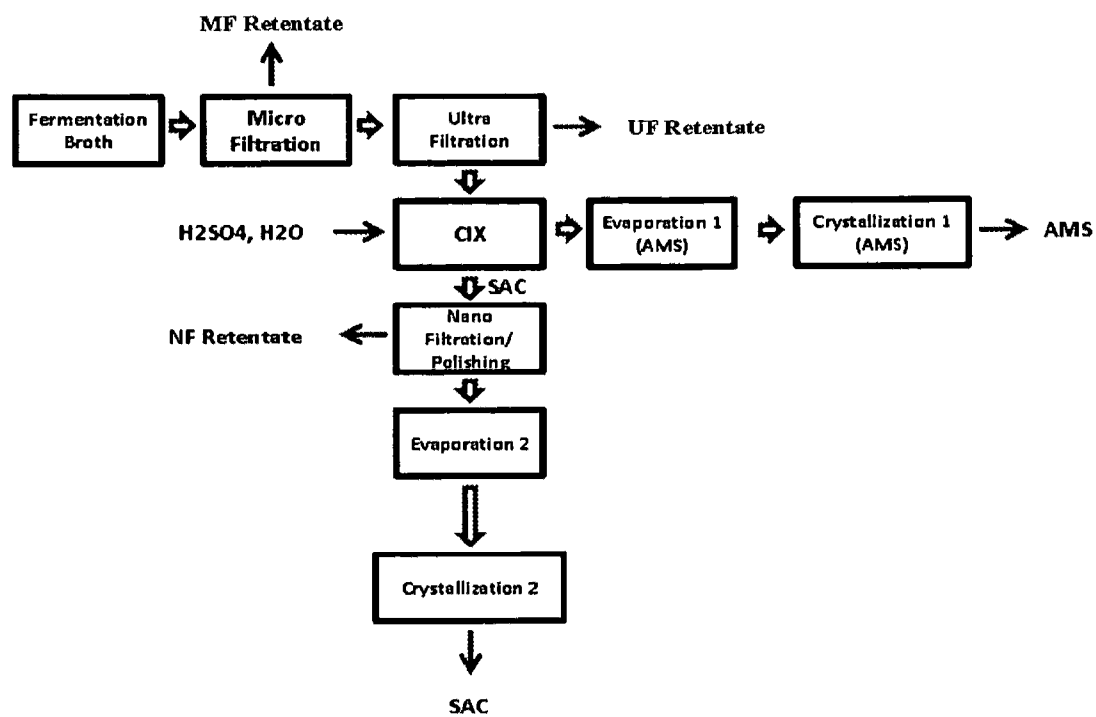 MF Retentate
Fermentation
Broth
Micro
Filtration
Ultra
Filtration
UF Retentate
H2SO4, H2O
CIX
Evaporation 1
(AMS)
Crystallization 1
(AMS)
AMS
SAC
NF Retentate
Nano
Filtration/
Polishing
Evaporation 2
Crystallization 2
SAC